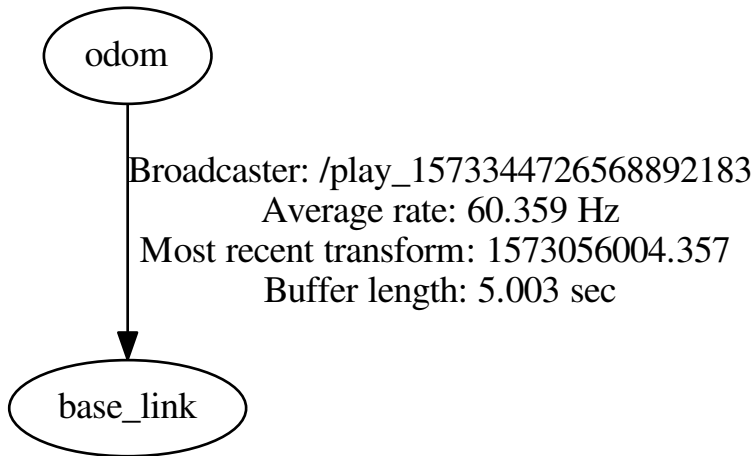 odom
Broadcaster: /play_1573344726568892183
Average rate: 60.359 Hz
Most recent transform: 1573056004.357
Buffer length: 5.003 sec
base_link